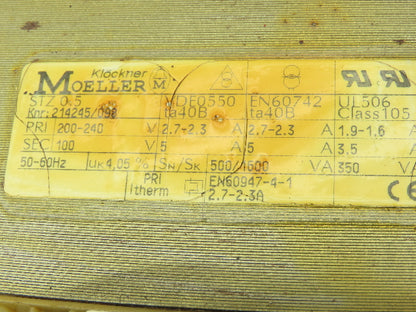 Klöckner
MOELLER M
STZ 0.5 VDE0550 EN60742 UL506
Knr.214245/098 ta40B ta40B Class105
PRI 200-240 V 2.7-2.3 A 2.7-2.3 A 1.9-1.6 A
SEC 100 V 5 A 5 A 3.5 A
50-60Hz uK 4.05 % SN/SK 500/1600 VA 350 VA
PRI EN60947-4-1
Itherm 2.7-2.3A
CE